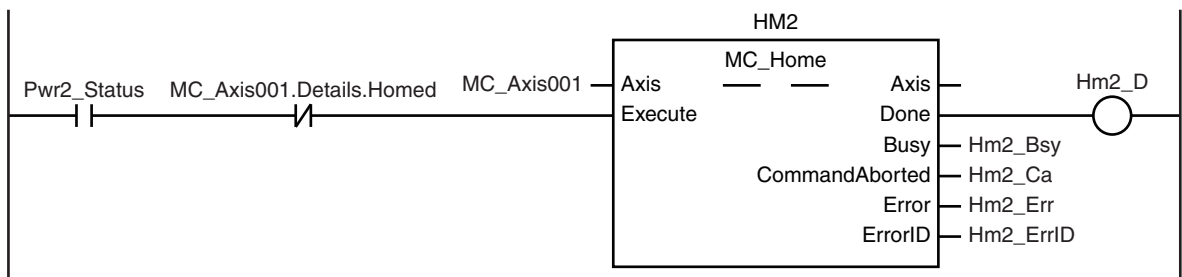 HM2
MC_Home
Pwr2_Status MC_Axis001.Details.Homed MC_Axis001 Axis Axis Hm2_D
Execute Done
Busy Hm2_Bsy
CommandAborted Hm2_Ca
Error Hm2_Err
ErrorID Hm2_ErrID